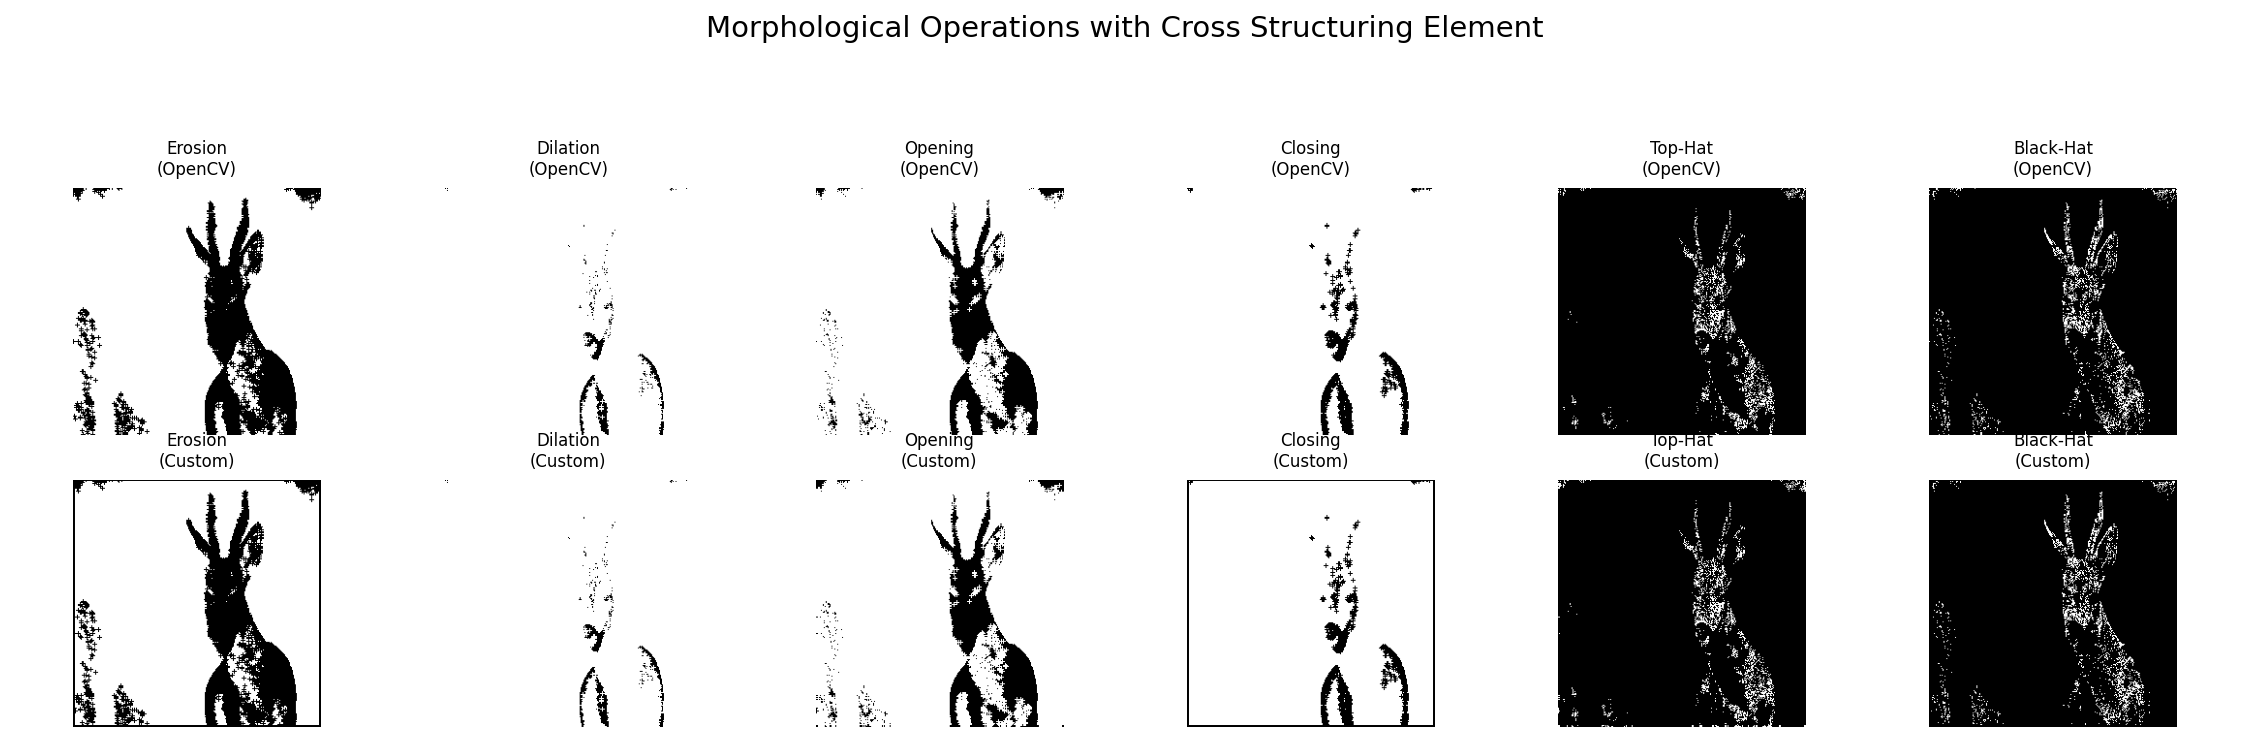 Morphological Operations with Cross Structuring Element
Erosion
(OpenCV)
Dilation
(OpenCV)
Opening
(OpenCV)
Closing
(OpenCV)
Top-Hat
(OpenCV)
Black-Hat
(OpenCV)
Erosion
(Custom)
Dilation
(Custom)
Opening
(Custom)
Closing
(Custom)
Top-Hat
(Custom)
Black-Hat
(Custom)